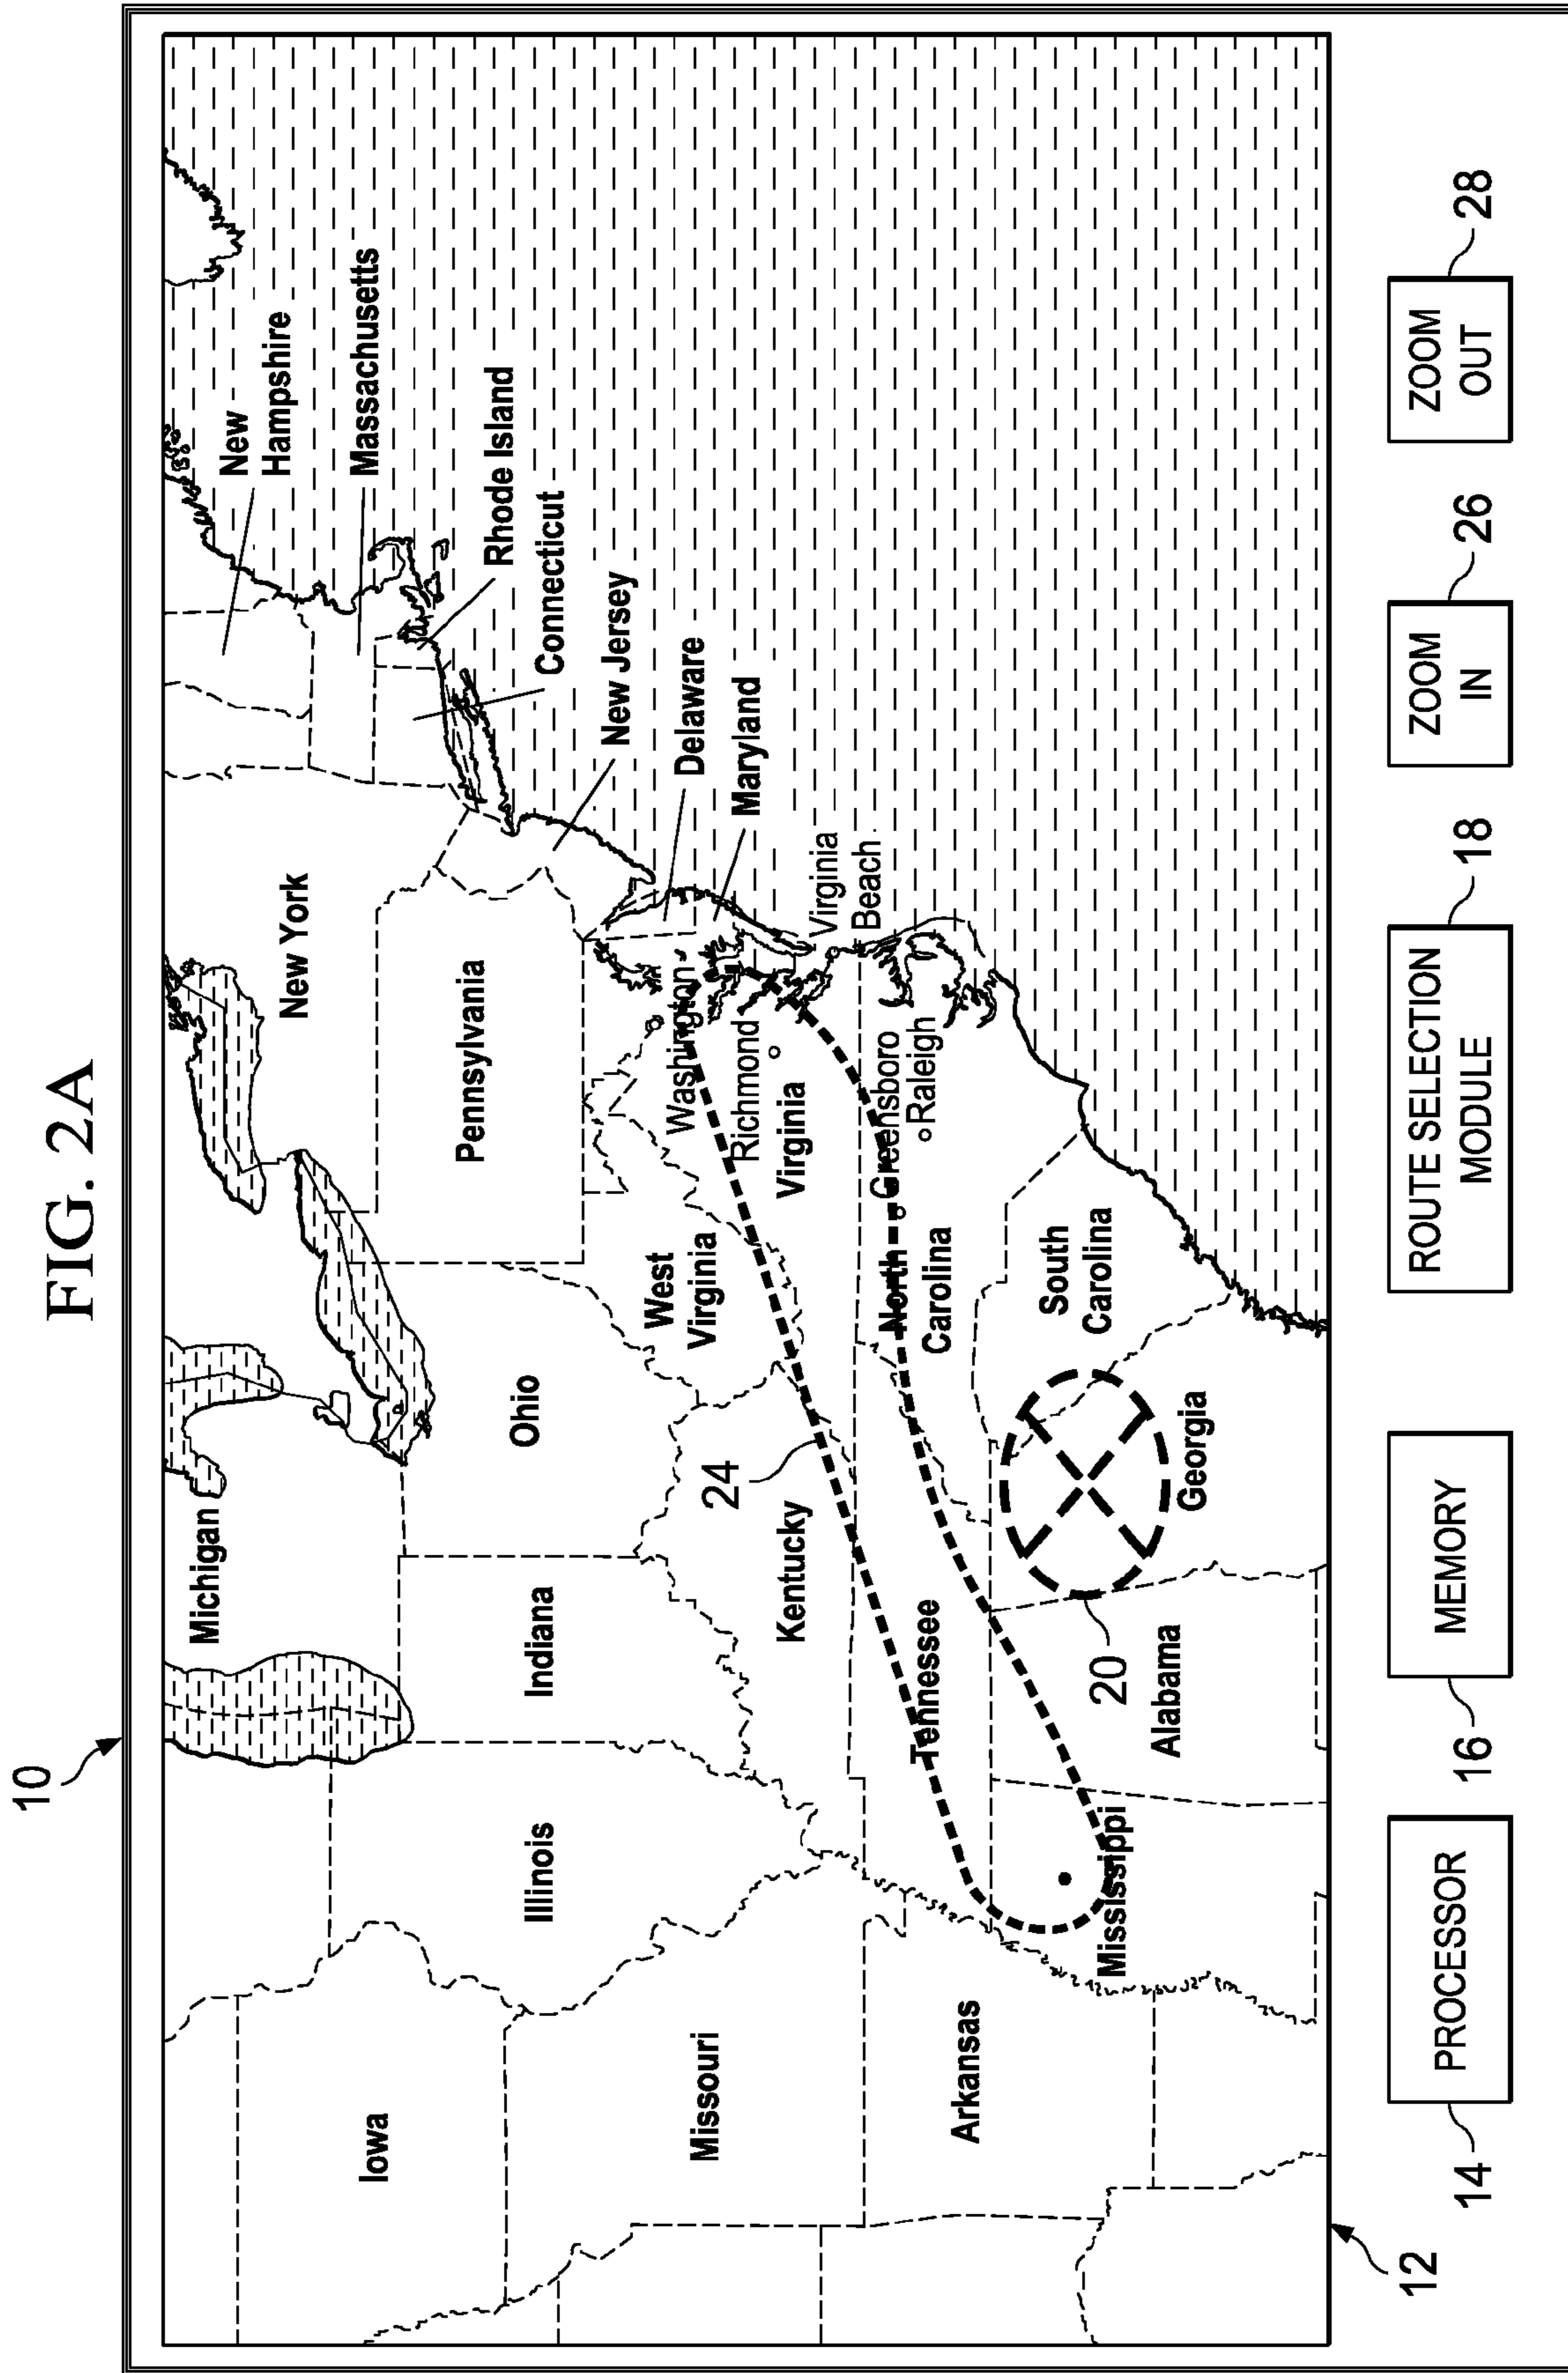 FIG. 2A
10
Michigan
New York
New
Hampshire
Massachusetts
Rhode Island
Connecticut
New Jersey
Delaware
Maryland
Iowa
Illinois
Indiana
Ohio
Pennsylvania
Washington
Richmond
Virginia
Beach
West
Virginia
Virginia
24
Missouri
Kentucky
Greensboro
Raleigh
Tennessee
North
Carolina
Arkansas
South
Carolina
Mississippi
Alabama
20
Georgia
12
14
PROCESSOR
16
MEMORY
ROUTE SELECTION
MODULE
18
ZOOM
IN
26
ZOOM
OUT
28